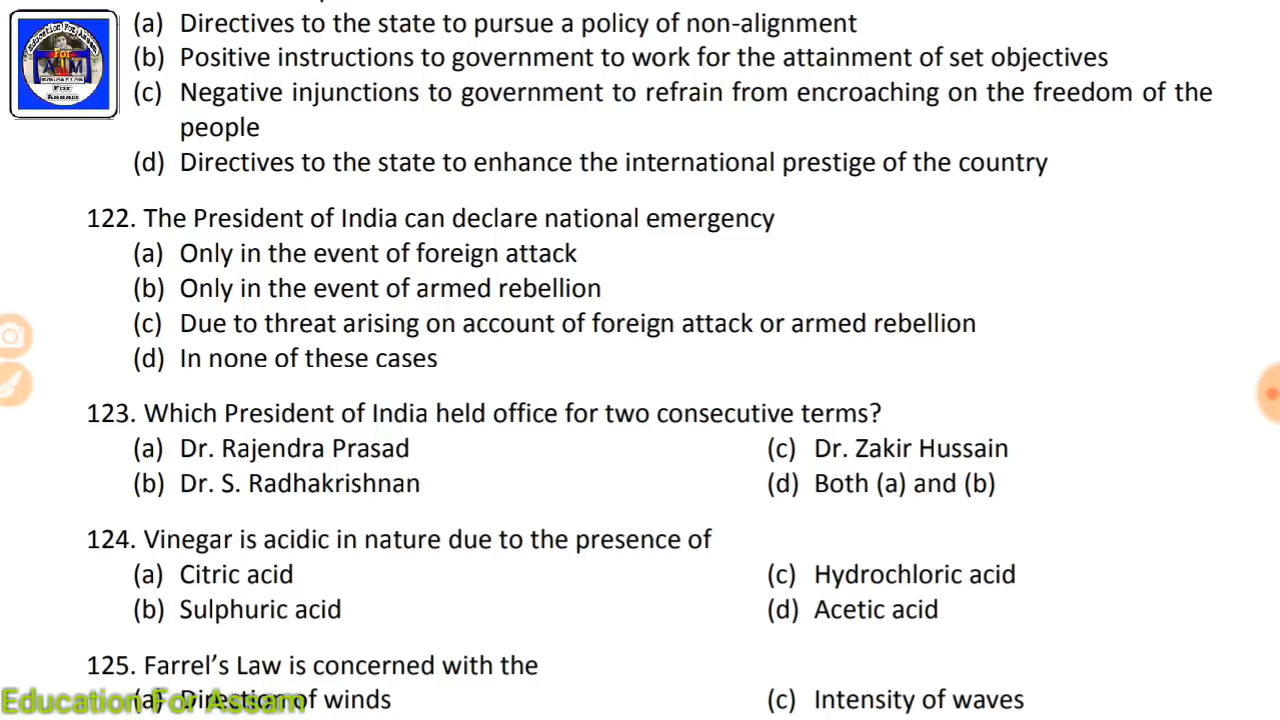 (a) Directives to the state to pursue a policy of non-alignment
(b) Positive instructions to government to work for the attainment of set objectives
(c) Negative injunctions to government to refrain from encroaching on the freedom of the
people
(d) Directives to the state to enhance the international prestige of the country
122. The President of India can declare national emergency
(a) Only in the event of foreign attack
(b) Only in the event of armed rebellion
(c) Due to threat arising on account of foreign attack or armed rebellion
(d) In none of these cases
123. Which President of India held office for two consecutive terms?
(a) Dr. Rajendra Prasad
(c) Dr. Zakir Hussain
(b) Dr. S. Radhakrishnan
(d) Both (a) and (b)
124. Vinegar is acidic in nature due to the presence of
(a) Citric acid
(c) Hydrochloric acid
(b) Sulphuric acid
(d) Acetic acid
125. Farrel's Law is concerned with the
(a) Direction of winds
(c) Intensity of waves
Education For Assam